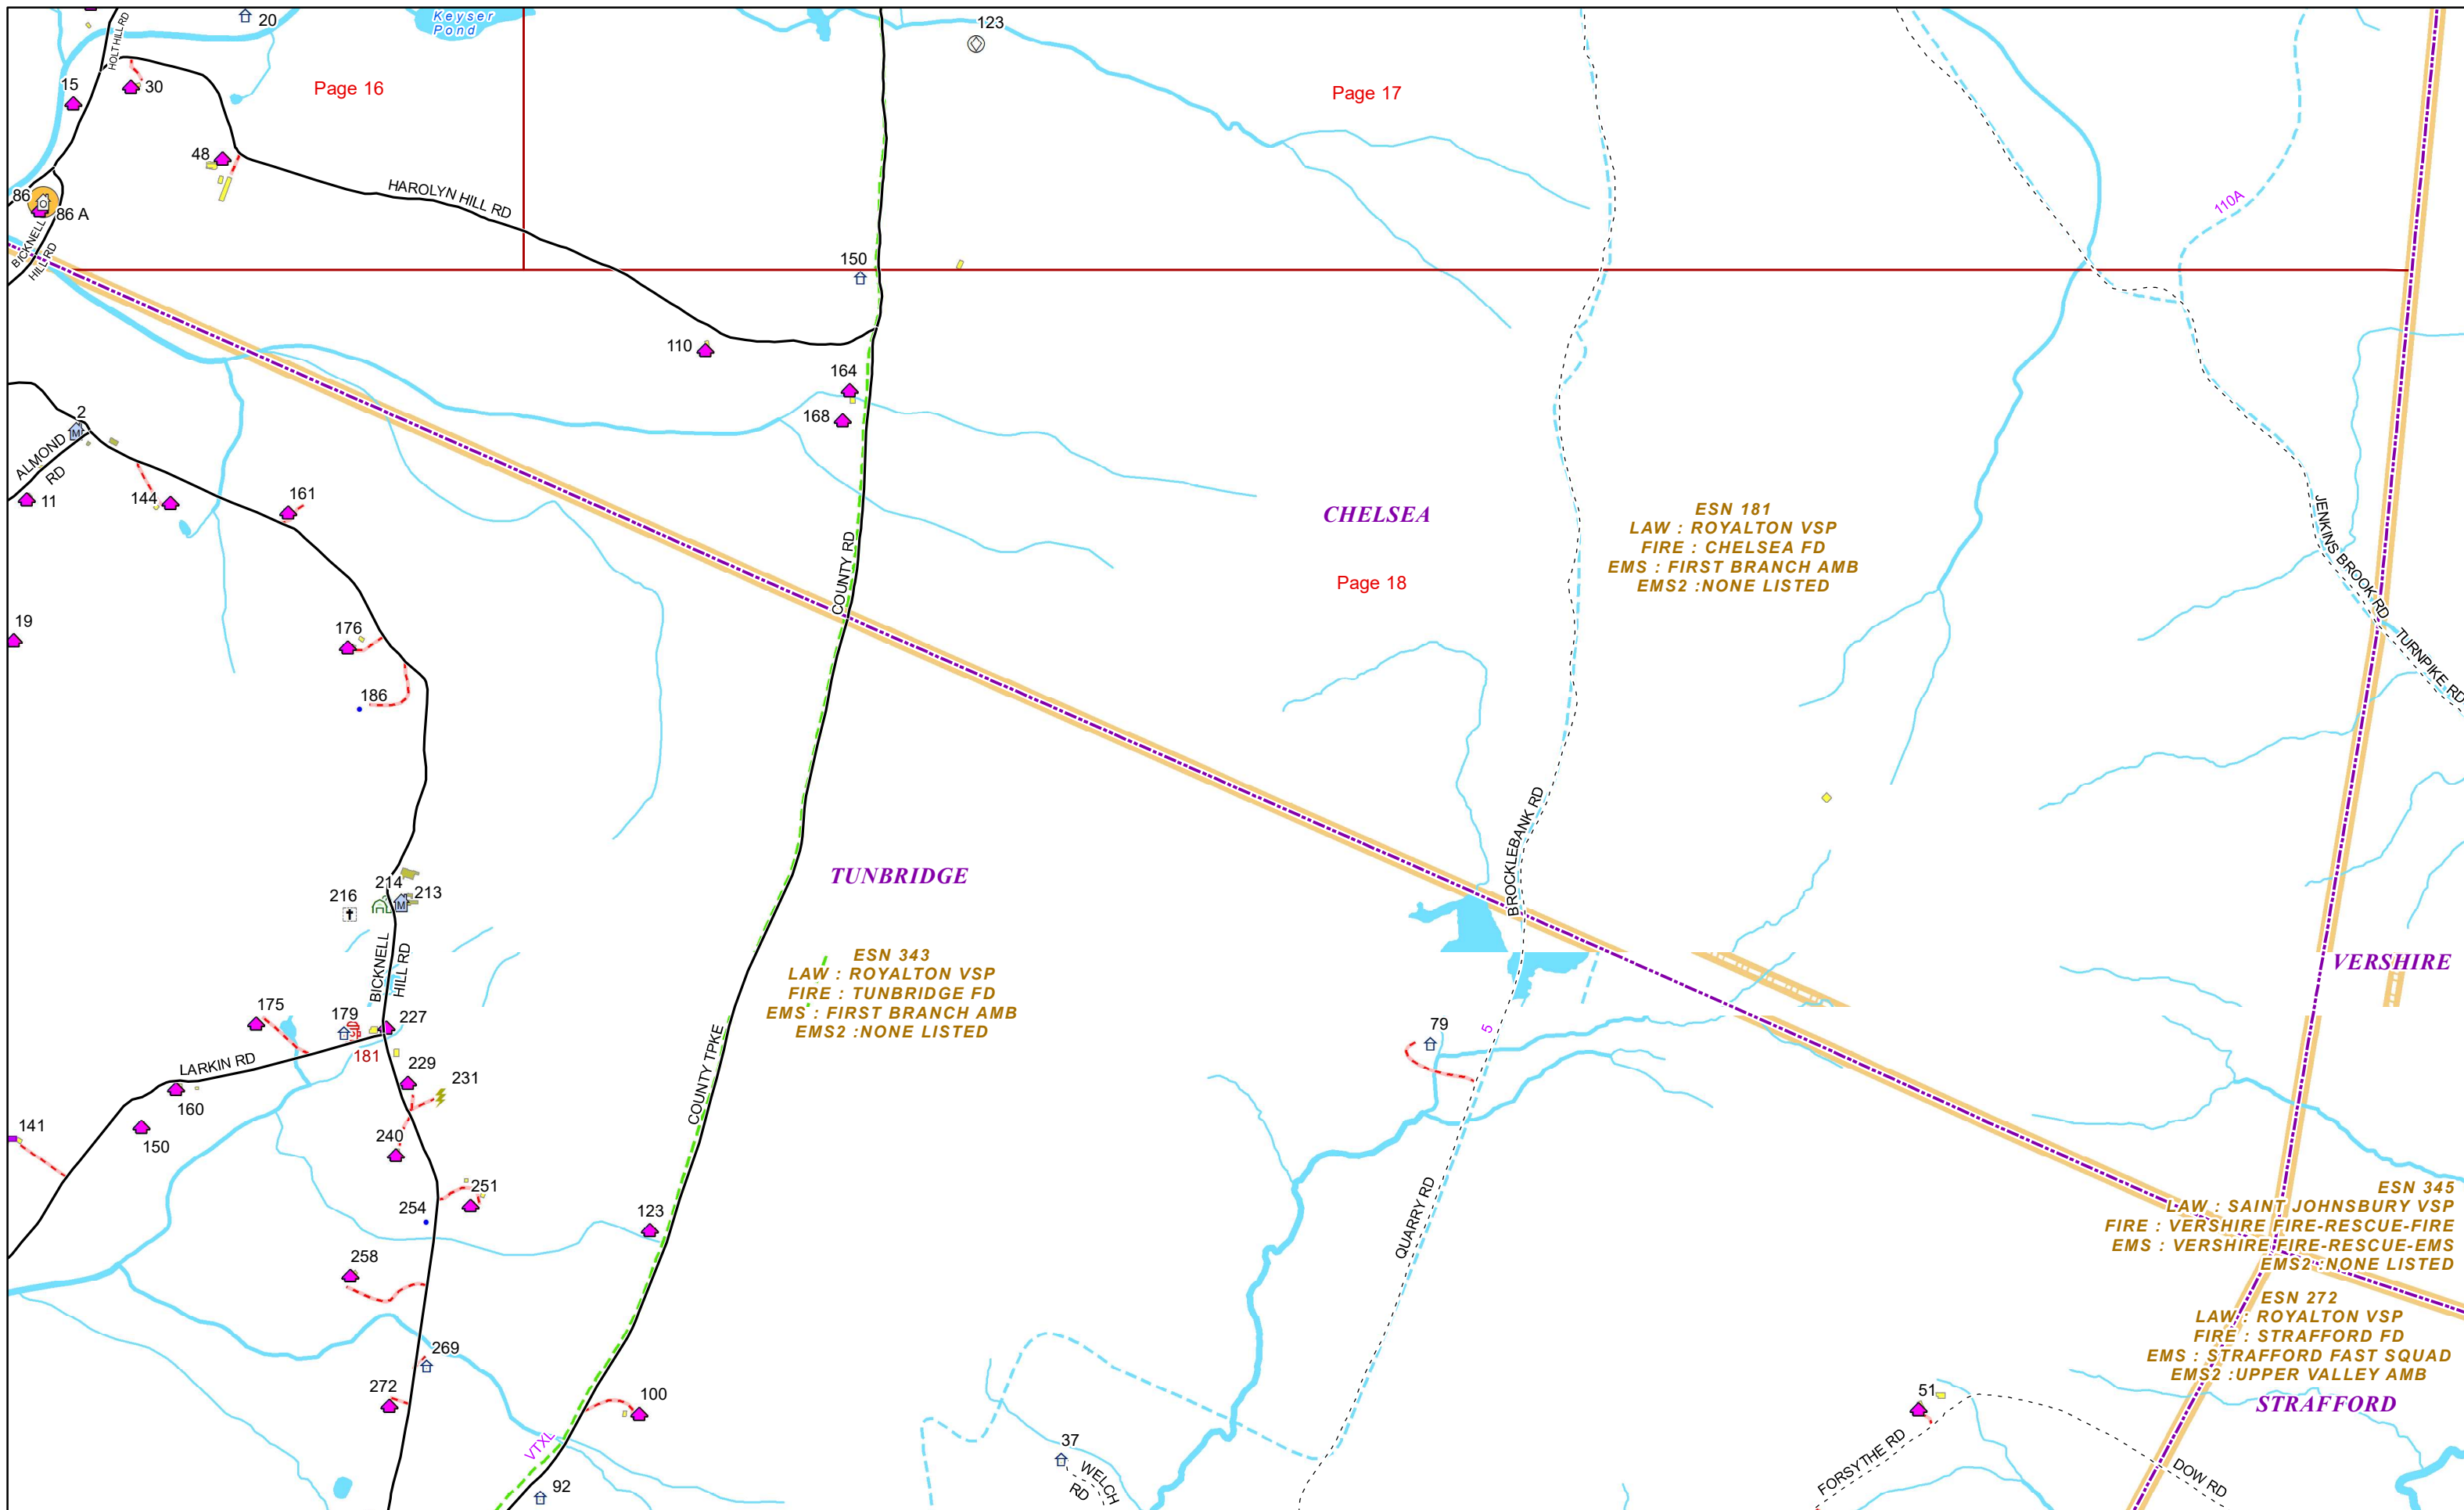 20
Keyser
Pond
123
HOLT HILL RD
15
30
Page 16
Page 17
48
HAROLYN HILL RD
86
86 A
BICKNELL
HILL RD
110A
150
110
164
168
2
ALMOND
RD
11
144
161
CHELSEA
ESN 181
LAW : ROYALTON VSP
FIRE : CHELSEA FD
EMS : FIRST BRANCH AMB
EMS2 :NONE LISTED
Page 18
COUNTY RD
JENKINS BROOK RD
TURNPIKE RD
19
176
186
BROCKLEBANK RD
TUNBRIDGE
214
213
216
BICKNELL
HILL RD
ESN 343
LAW : ROYALTON VSP
FIRE : TUNBRIDGE FD
EMS : FIRST BRANCH AMB
EMS2 :NONE LISTED
VERSHIRE
175
179
227
181
LARKIN RD
229
231
160
150
141
240
COUNTY TPKE
79
5
QUARRY RD
251
254
123
258
ESN 345
LAW : SAINT JOHNSBURY VSP
FIRE : VERSHIRE FIRE-RESCUE-FIRE
EMS : VERSHIRE FIRE-RESCUE-EMS
EMS2 :NONE LISTED
ESN 272
LAW : ROYALTON VSP
FIRE : STRAFFORD FD
EMS : STRAFFORD FAST SQUAD
EMS2 :UPPER VALLEY AMB
STRAFFORD
269
272
100
VTXL
92
37
WELCH
RD
51
FORSYTHE RD
DOW RD
M
M